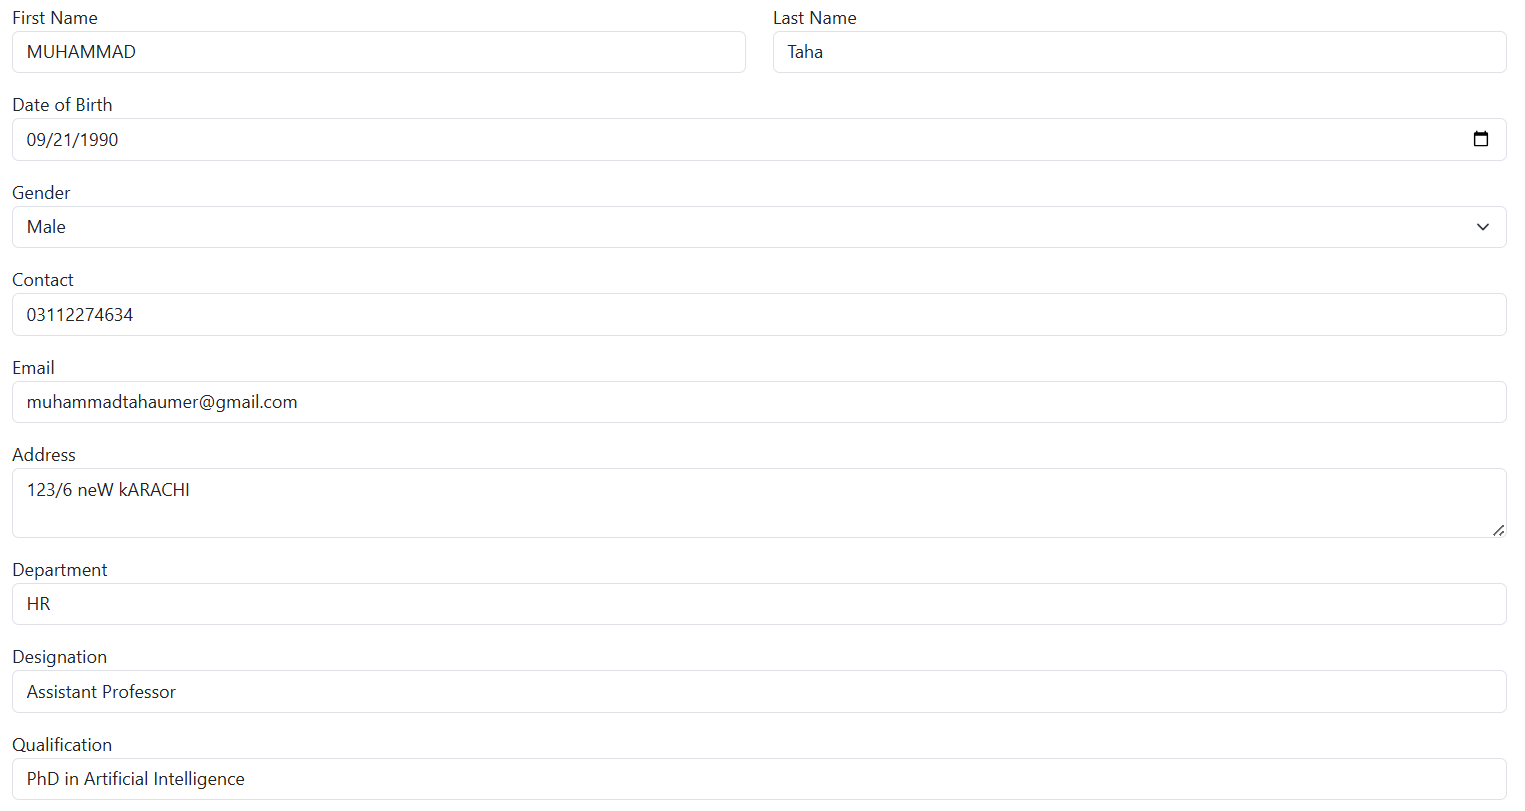 First Name
Last Name
MUHAMMAD
Taha
Date of Birth
09/21/1990
Gender
Male
Contact
03112274634
Email
muhammadtahaumer@gmail.com
Address
123/6 neW kARACHI
Department
HR
Designation
Assistant Professor
Qualification
PhD in Artificial Intelligence